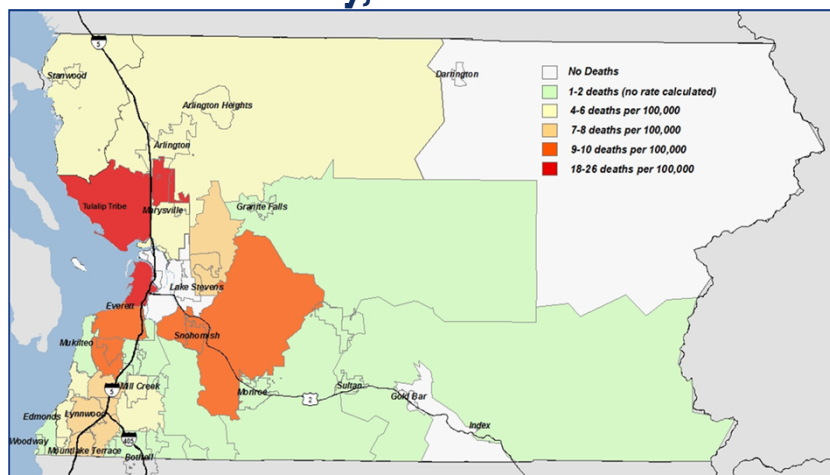 5
Stanwood
Darrington
Arlington Heights
Arlington
Tulalip Tribe
Marysville
Granite Falls
Lake Stevens
Everett
Snohomish
Mukilteo
Mill Creek
Monroe
Sultan
2
Gold Bar
5
Edmonds
Lynnwood
Index
Woodway
405
Mountlake Terrace
Bothell
No Deaths
1-2 deaths (no rate calculated)
4-6 deaths per 100,000
7-8 deaths per 100,000
9-10 deaths per 100,000
18-26 deaths per 100,000